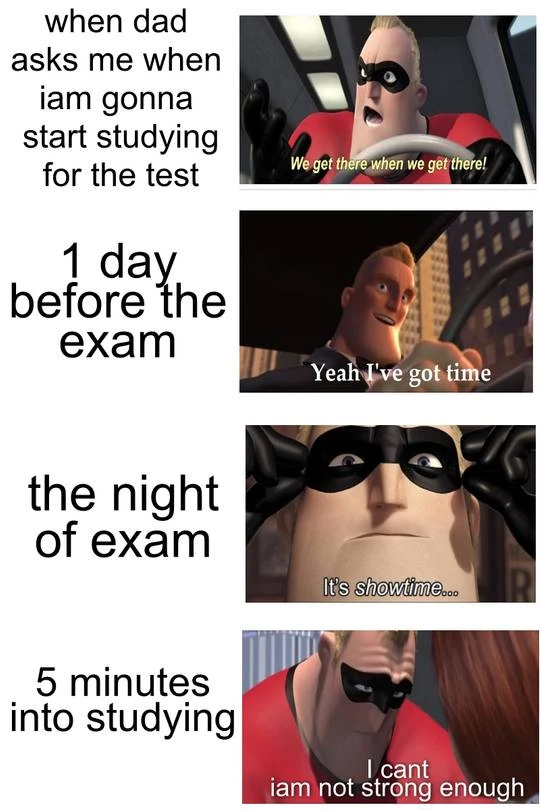 when dad
asks me when
iam gonna
start studying
for the test
We get there when we get there!
1 day
before the
exam
Yeah I've got time
the night
of exam
It's showtime...
5 minutes
into studying
I cant
iam not strong enough